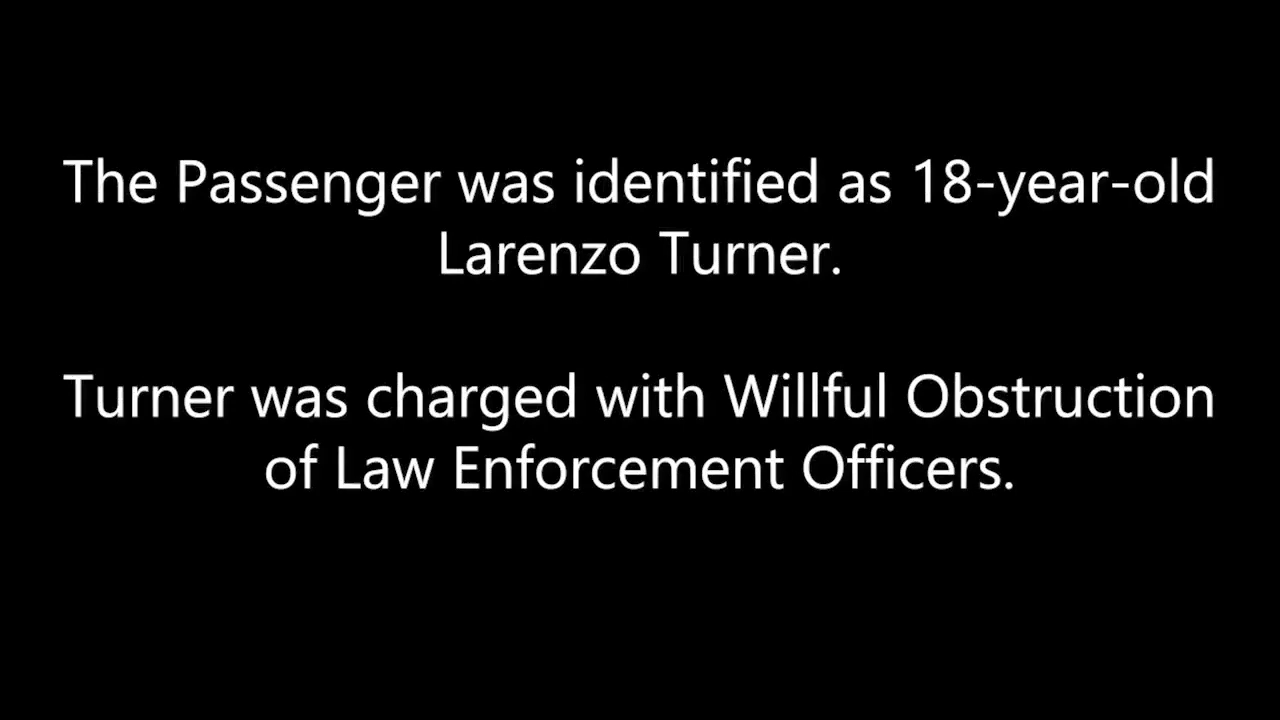 The Passenger was identified as 18-year-old
Larenzo Turner.
Turner was charged with Willful Obstruction
of Law Enforcement Officers.